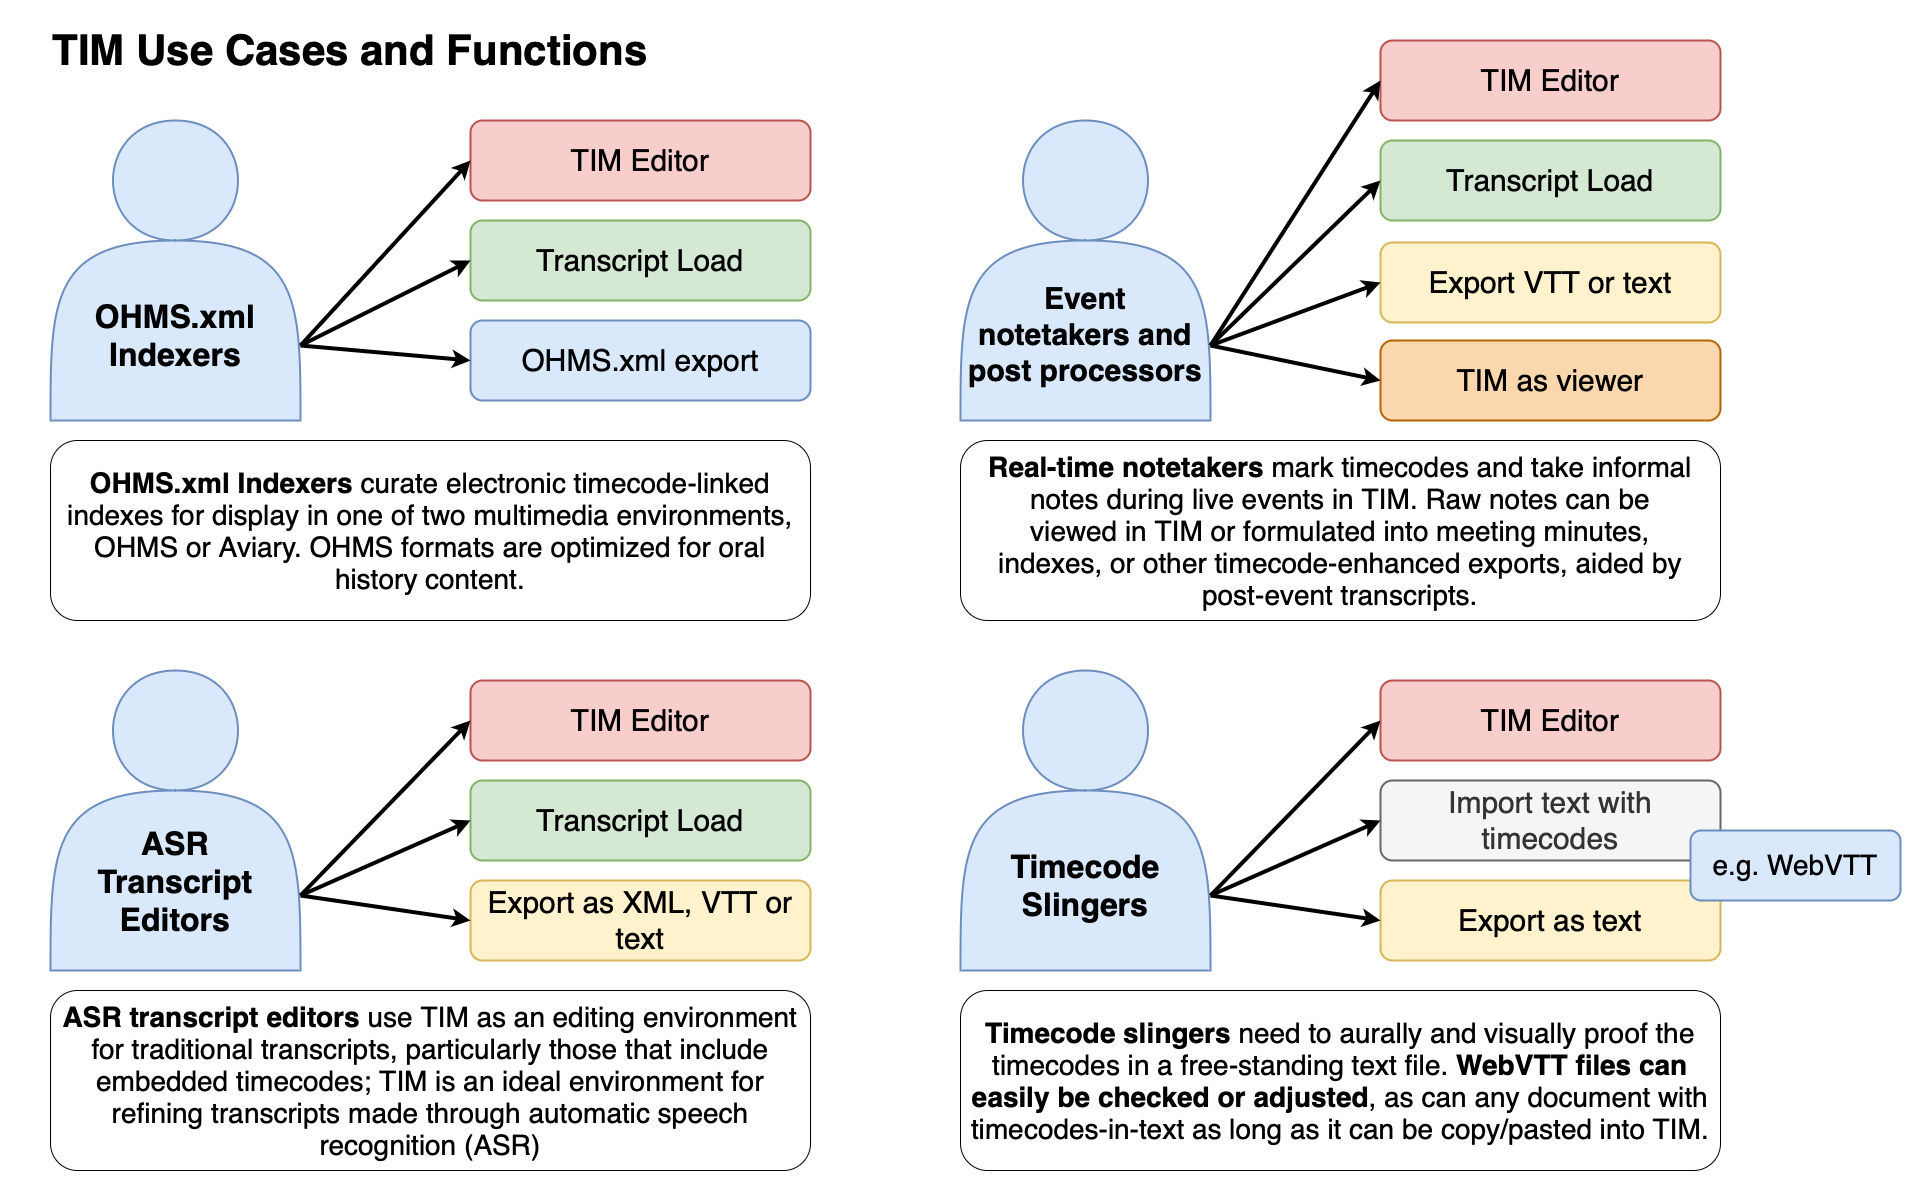 TIM Use Cases and Functions
OHMS.xml
Indexers
TIM Editor
Transcript Load
OHMS.xml export
OHMS.xml Indexers curate electronic timecode-linked
indexes for display in one of two multimedia environments,
OHMS or Aviary. OHMS formats are optimized for oral
history content.
Event
notetakers and
post processors
TIM Editor
Transcript Load
Export VTT or text
TIM as viewer
Real-time notetakers mark timecodes and take informal
notes during live events in TIM. Raw notes can be
viewed in TIM or formulated into meeting minutes,
indexes, or other timecode-enhanced exports, aided by
post-event transcripts.
ASR
Transcript
Editors
TIM Editor
Transcript Load
Export as XML, VTT or
text
ASR transcript editors use TIM as an editing environment
for traditional transcripts, particularly those that include
embedded timecodes; TIM is an ideal environment for
refining transcripts made through automatic speech
recognition (ASR)
Timecode
Slingers
TIM Editor
Import text with
timecodes
e.g. WebVTT
Export as text
Timecode slingers need to aurally and visually proof the
timecodes in a free-standing text file. WebVTT files can
easily be checked or adjusted, as can any document with
timecodes-in-text as long as it can be copy/pasted into TIM.